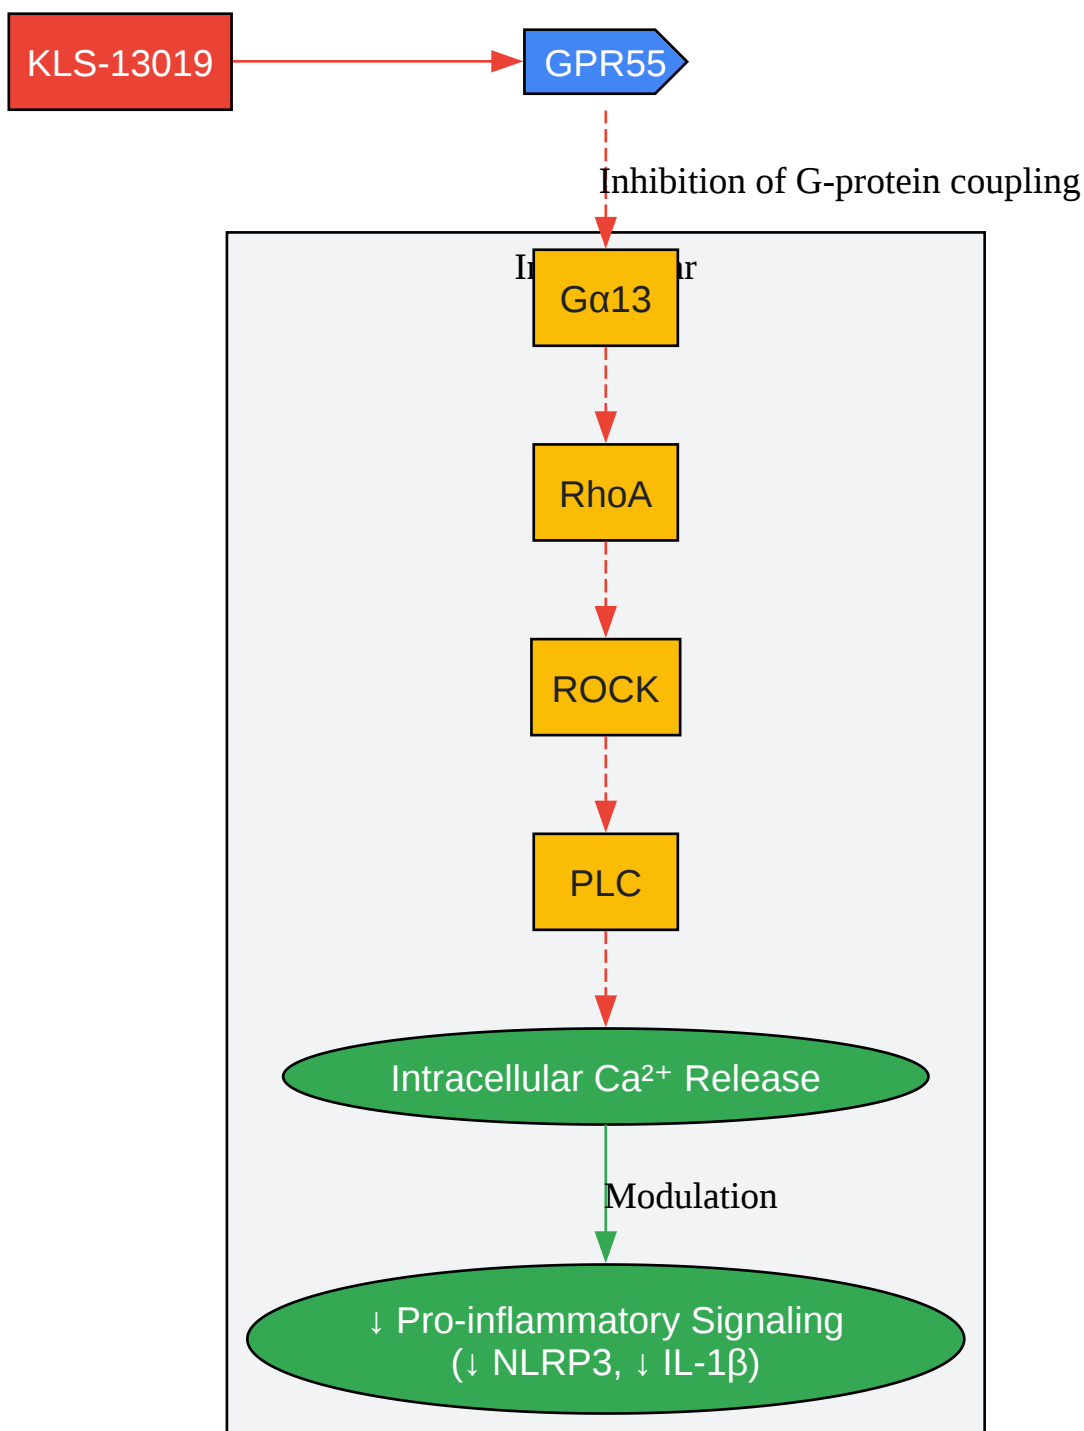 KLS-13019
GPR55
Inhibition of G-protein coupling
Gα13
RhoA
ROCK
PLC
Intracellular Ca²⁺ Release
Modulation
↓ Pro-inflammatory Signaling
(↓ NLRP3, ↓ IL-1β)